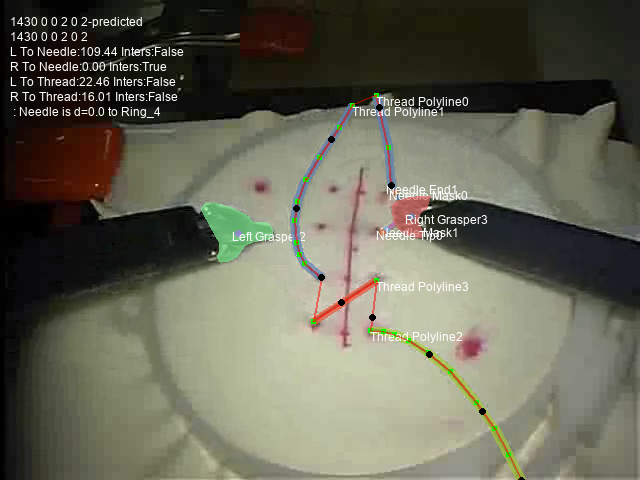 1430 0 0 2 0 2-predicted
1430 0 0 2 0 2
L To Needle:109.44 Inters:False
R To Needle:0.00 Inters:True
L To Thread:22.46 Inters:False
R To Thread:16.01 Inters:False
: Needle is d=0.0 to Ring_4
Thread Polyline0
Thread Polyline1
Needle End1
Needle Mask0
Right Grasper3
Needle Mask1
Needle Tip0
Left Grasper2
Thread Polyline3
Thread Polyline2